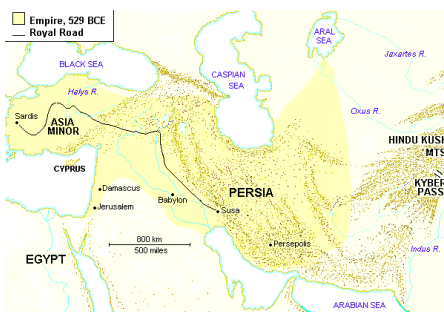 Empire, 529 BCE
Royal Road
ARAL
SEA
Jaxartes R.
BLACK SEA
CASPIAN
SEA
Halys R.
Oxus R.
Sardis
ASIA
MINOR
HINDU KUSH
MTS
CYPRUS
KYBER
PASS
Damascus
PERSIA
Jerusalem
Babylon
Susa
800 km
500 miles
Persepolis
Indus R.
EGYPT
ARABIAN SEA